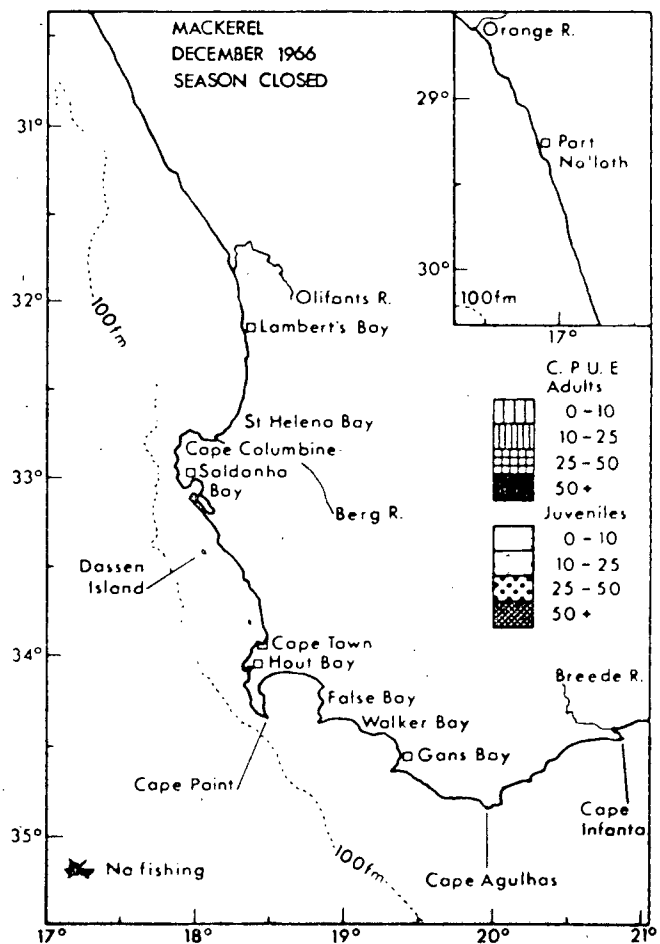 MACKEREL
DECEMBER 1966
SEASON CLOSED
Orange R.
29°
Port
No'loth
30°
100fm
17°
31°
100fm
Olifants R.
32°
Lambert's Bay
C. P. U. E
Adults
0-10
10-25
25-50
50+
Juveniles
0-10
10-25
25-50
50+
St Helena Bay
Cape Columbine
33°
Saldanha
Bay
Berg R.
Dassen
Island
Cape Town
34°
Hout Bay
Breede R.
False Bay
Walker Bay
Gans Bay
Cape Point
Cape
Infanta
35°
100fm
No fishing
Cape Agulhas
17°
18°
19°
20°
21°